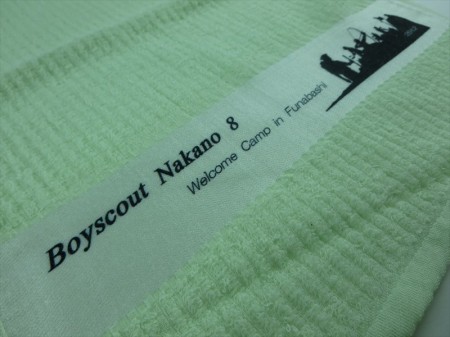 Boyscout Nakano 8
Welcome Camp in Funabashi